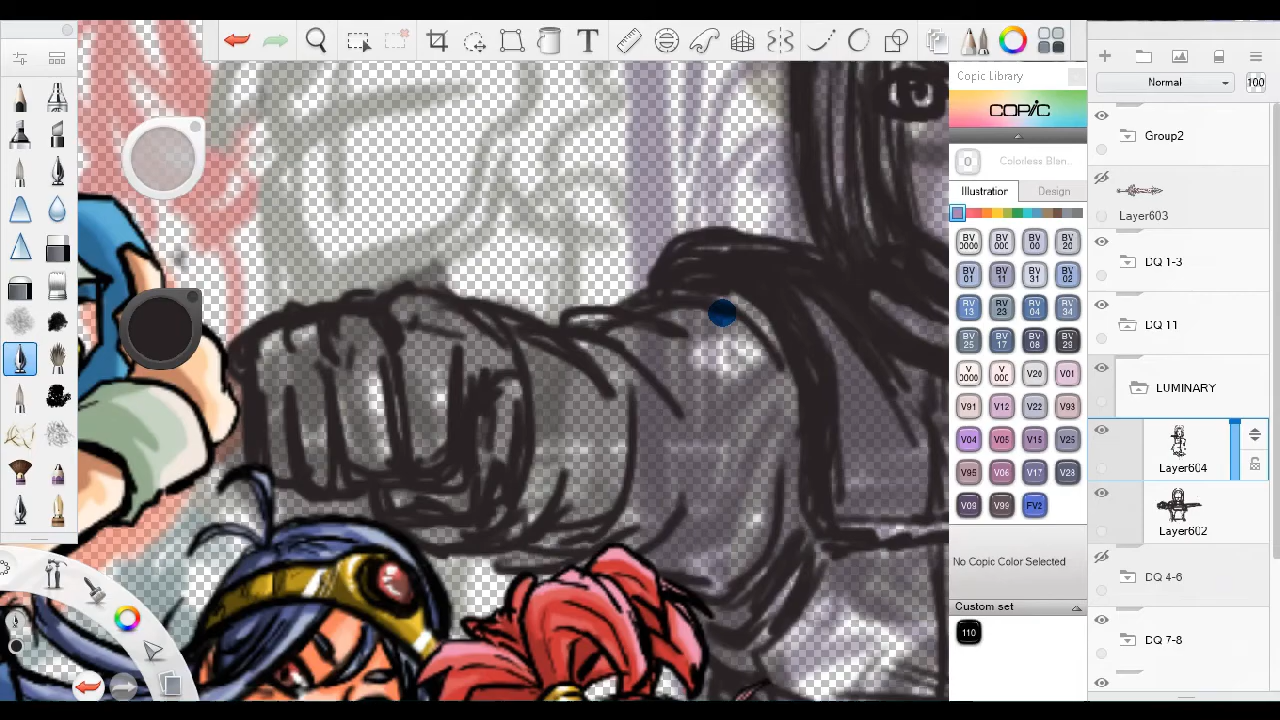 T
Copic Library
COPIC
0 Colorless Blen...
Illustration Design
BV 0000 BV 000 BV 00 BV 20
BV 01 BV 11 BV 31 BV 02
BV 13 BV 23 BV 04 BV 34
BV 25 BV 17 BV 08 BV 29
V 0000 V 000 V20 V01
V91 V12 V22 V93
V04 V05 V15 V25
V95 V06 V17 V28
V09 V99 FV2
No Copic Color Selected
Custom set
110
Normal 100
Group2
Layer603
DQ 1-3
DQ 11
LUMINARY
Layer604
Layer602
DQ 4-6
DQ 7-8